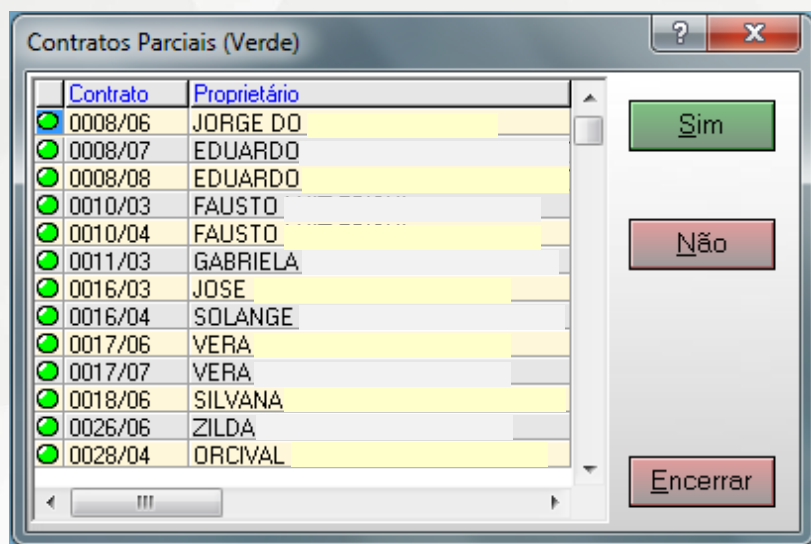 Contratos Parciais (Verde)
Contrato Proprietário
0008/06 JORGE DO
0008/07 EDUARDO
0008/08 EDUARDO
0010/03 FAUSTO
0010/04 FAUSTO
0011/03 GABRIELA
0016/03 JOSE
0016/04 SOLANGE
0017/06 VERA
0017/07 VERA
0018/06 SILVANA
0026/06 ZILDA
0028/04 ORCIVAL
Sim
Não
Encerrar